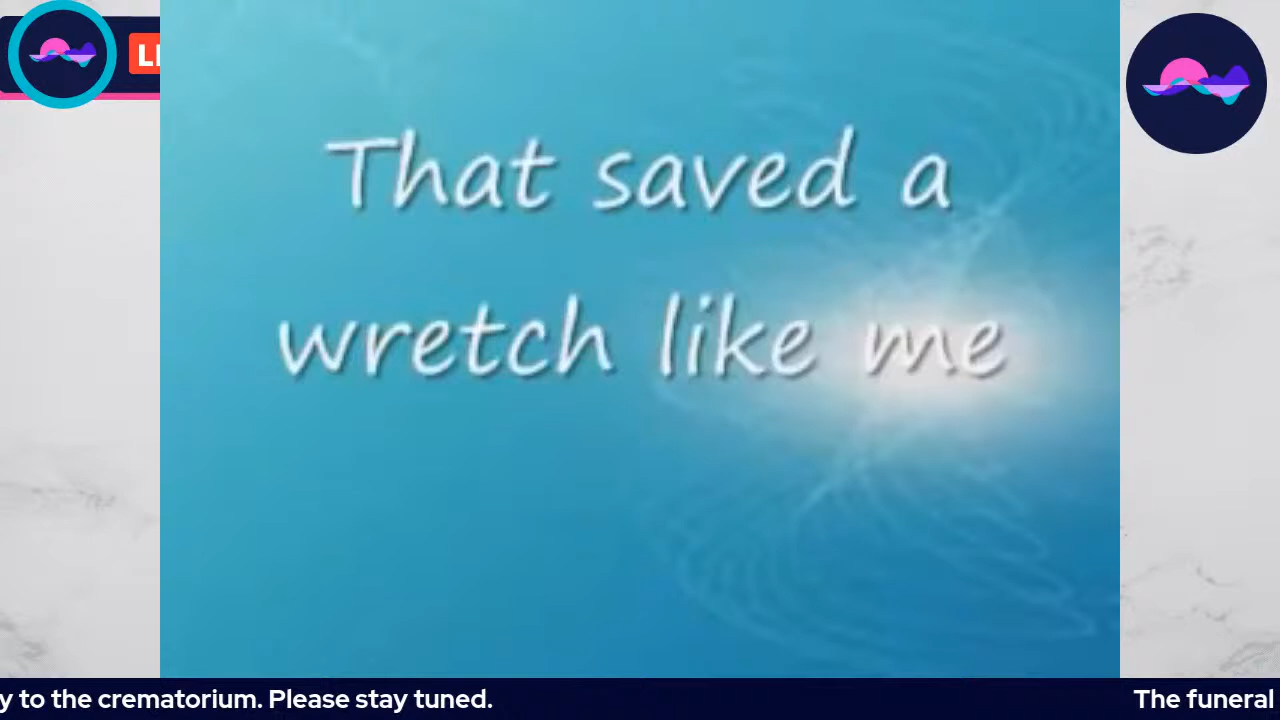 That saved a
wretch like me
y to the crematorium. Please stay tuned.
The funeral